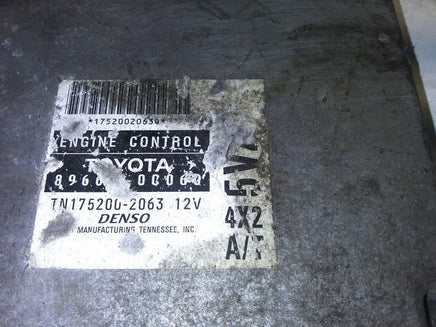 *17520020630*
ENGINE CONTROL
TOYOTA
TN175200-2063 12V
DENSO
MANUFACTURING TENNESSEE, INC.
4X2
A/T